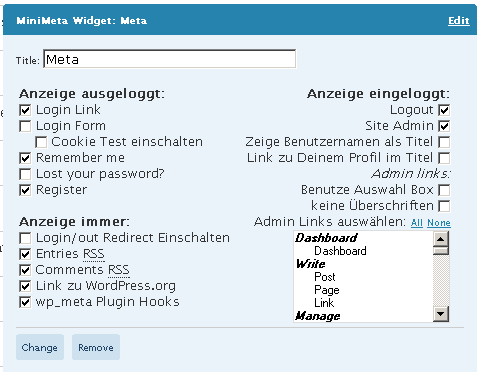 MiniMeta Widget: Meta Edit
Title: Meta
Anzeige ausgeloggt:
Login Link
Login Form
Cookie Test einschalten
Remember me
Lost your password?
Register
Anzeige immer:
Login/out Redirect Einschalten
Entries RSS
Comments RSS
Link zu WordPress.org
wp_meta Plugin Hooks
Anzeige eingeloggt:
Logout
Site Admin
Zeige Benutzernamen als Titel
Link zu Deinem Profil im Titel
Admin links:
Benutze Auswahl Box
keine Überschriften
Admin Links auswählen: All None
Dashboard
Dashboard
Write
Post
Page
Link
Manage
Change Remove